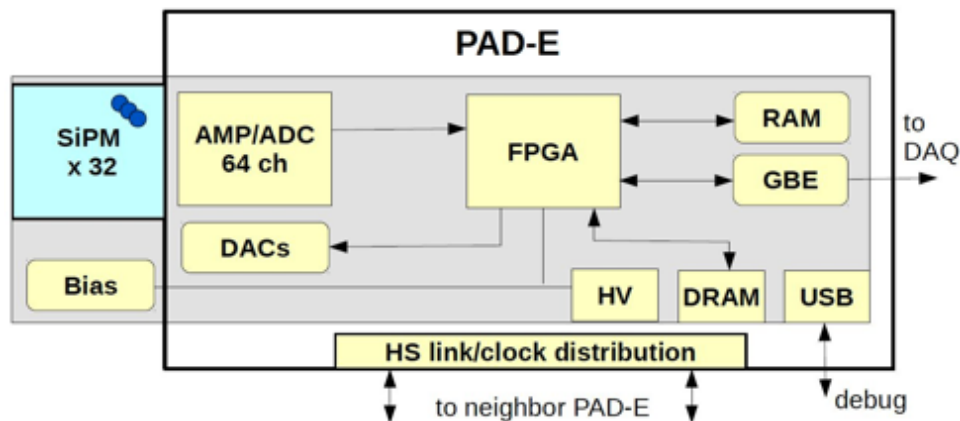 PAD-E
SiPM
x 32
AMP/ADC
64 ch
FPGA
RAM
GBE
to
DAQ
DACs
Bias
HV
DRAM
USB
HS link/clock distribution
to neighbor PAD-E
debug